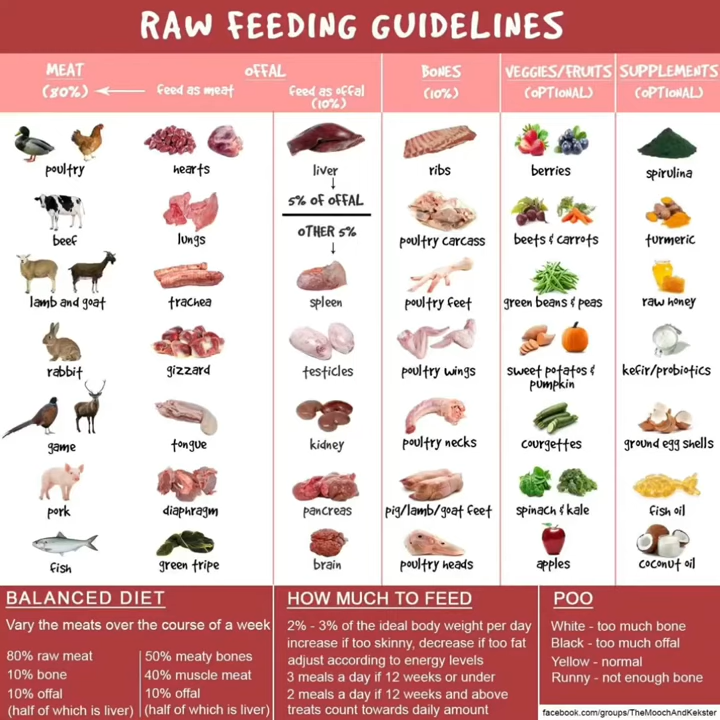 RAW FEEDING GUIDELINES
MEAT
(80%)
OFFAL
feed as meat
feed as offal
(10%)
BONES
(10%)
VEGGIES/FRUITS
(OPTIONAL)
SUPPLEMENTS
(OPTIONAL)
poultry
hearts
liver
ribs
berries
spirulina
5% OF OFFAL
OTHER 5%
beef
lungs
poultry carcass
beets & carrots
turmeric
lamb and goat
trachea
spleen
poultry feet
green beans & peas
raw honey
rabbit
gizzard
testicles
poultry wings
sweet potatos &
pumpkin
kefir/probiotics
game
tongue
kidney
poultry necks
courgettes
ground egg shells
pork
diaphragm
pancreas
pig/lamb/goat feet
spinach & kale
fish oil
fish
green tripe
brain
poultry heads
apples
coconut oil
BALANCED DIET
Vary the meats over the course of a week
80% raw meat
10% bone
10% offal
(half of which is liver)
50% meaty bones
40% muscle meat
10% offal
(half of which is liver)
HOW MUCH TO FEED
2% - 3% of the ideal body weight per day
increase if too skinny, decrease if too fat
adjust according to energy levels
3 meals a day if 12 weeks or under
2 meals a day if 12 weeks and above
treats count towards daily amount
POO
White - too much bone
Black - too much offal
Yellow - normal
Runny - not enough bone
facebook.com/groups/TheMoochAndKekster